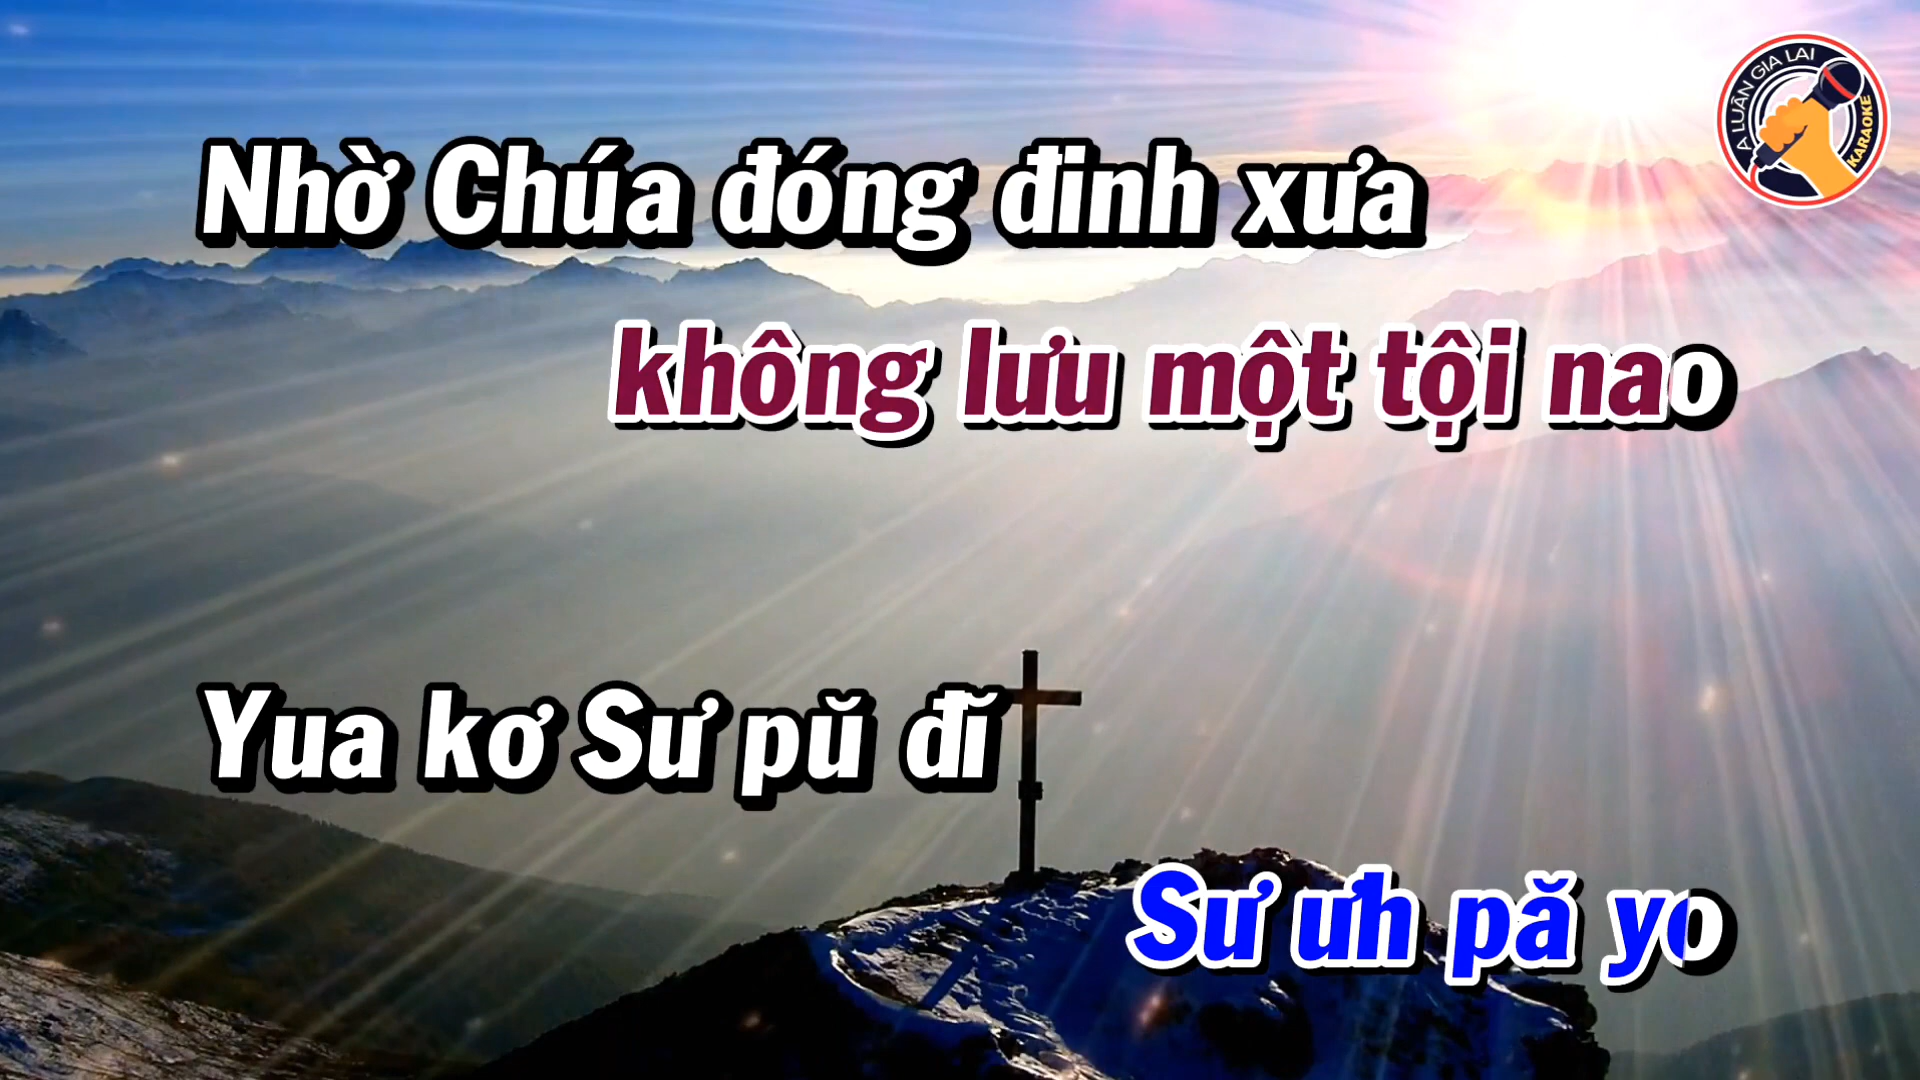 A LUÂN GIA LAI
KARAOKE
Nhờ Chúa đóng đinh xưa
không lưu một tội nao
Yua kơ Sư pŭ đĭ
Sư ưh pă yo